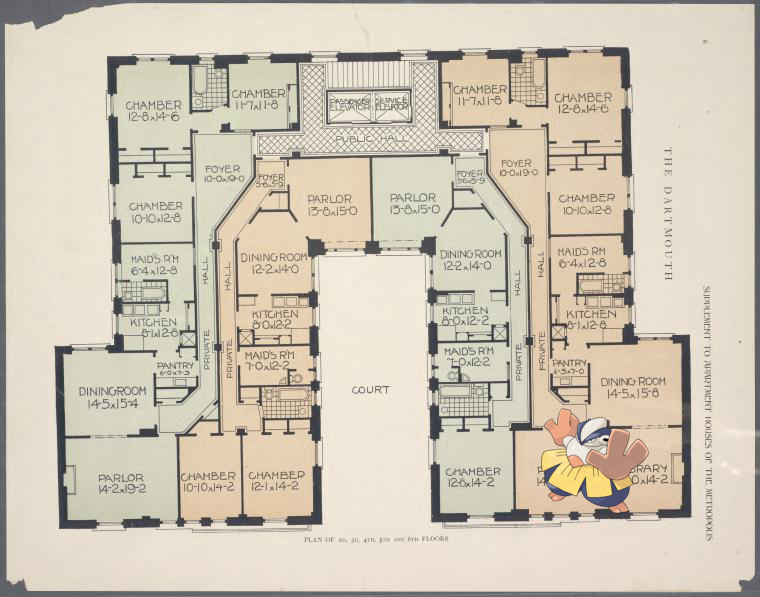 6
THE DARTMOUTH
SUPPLEMENT TO APARTMENT HOUSES OF THE METROPOLIS
CHAMBER
12-8x14-6
CHAMBER
11-7x11-8
PASSENGER
ELEVATOR
SERVICE
ELEVATOR
PUBLIC HALL
CHAMBER
11-7x11-8
CHAMBER
12-8x14-6
FOYER
10-0x19-0
FOYER
5-6x5-9
PARLOR
13-8x15-0
PARLOR
13-8x15-0
FOYER
5-6x5-9
FOYER
10-0x19-0
CHAMBER
10-10x12-8
CHAMBER
10-10x12-8
MAID'S R'M
6-4x12-8
DINING ROOM
12-2x14-0
DINING ROOM
12-2x14-0
MAID'S RM
6-4x12-8
PRIVATE HALL
PRIVATE HALL
PRIVATE HALL
PRIVATE HALL
KITCHEN
8-1x12-8
KITCHEN
8-0x12-2
KITCHEN
8-0x12-2
KITCHEN
8-1x12-8
MAID'S R'M
7-0x12-2
MAID'S R'M
7-0x12-2
PANTRY
6-0x7-3
PANTRY
6-3x7-0
DINING ROOM
14-5x15-4
COURT
DINING ROOM
14-5x15-8
PARLOR
14-2x19-2
CHAMBER
10-10x14-2
CHAMBER
12-1x14-2
CHAMBER
12-8x14-2
PLAN OF 2D, 3D, 4TH, 5TH AND 6TH FLOORS